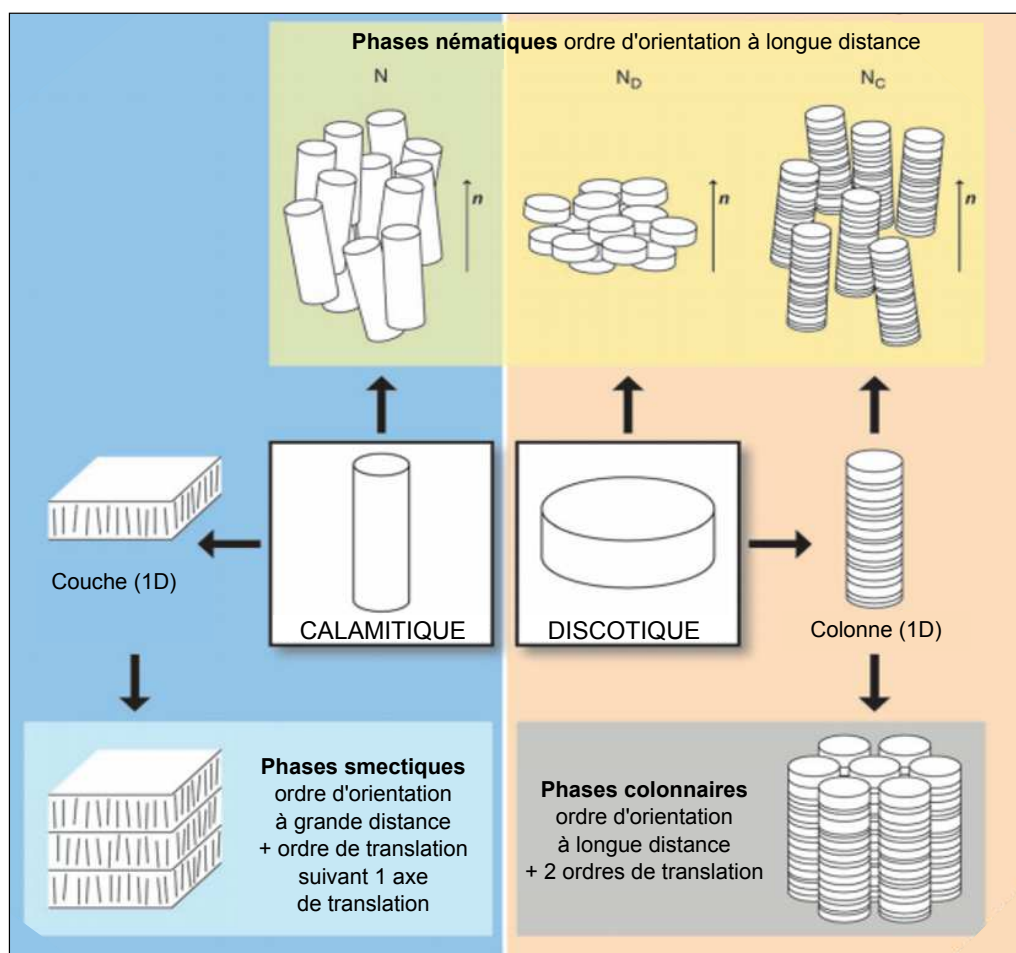 Phases nématiques ordre d'orientation à longue distance
N
N_D
N_C
n
n
n
Couche (1D)
CALAMITIQUE
DISCOTIQUE
Colonne (1D)
Phases smectiques
ordre d'orientation
à grande distance
+ ordre de translation
suivant 1 axe
de translation
Phases colonnaires
ordre d'orientation
à longue distance
+ 2 ordres de translation